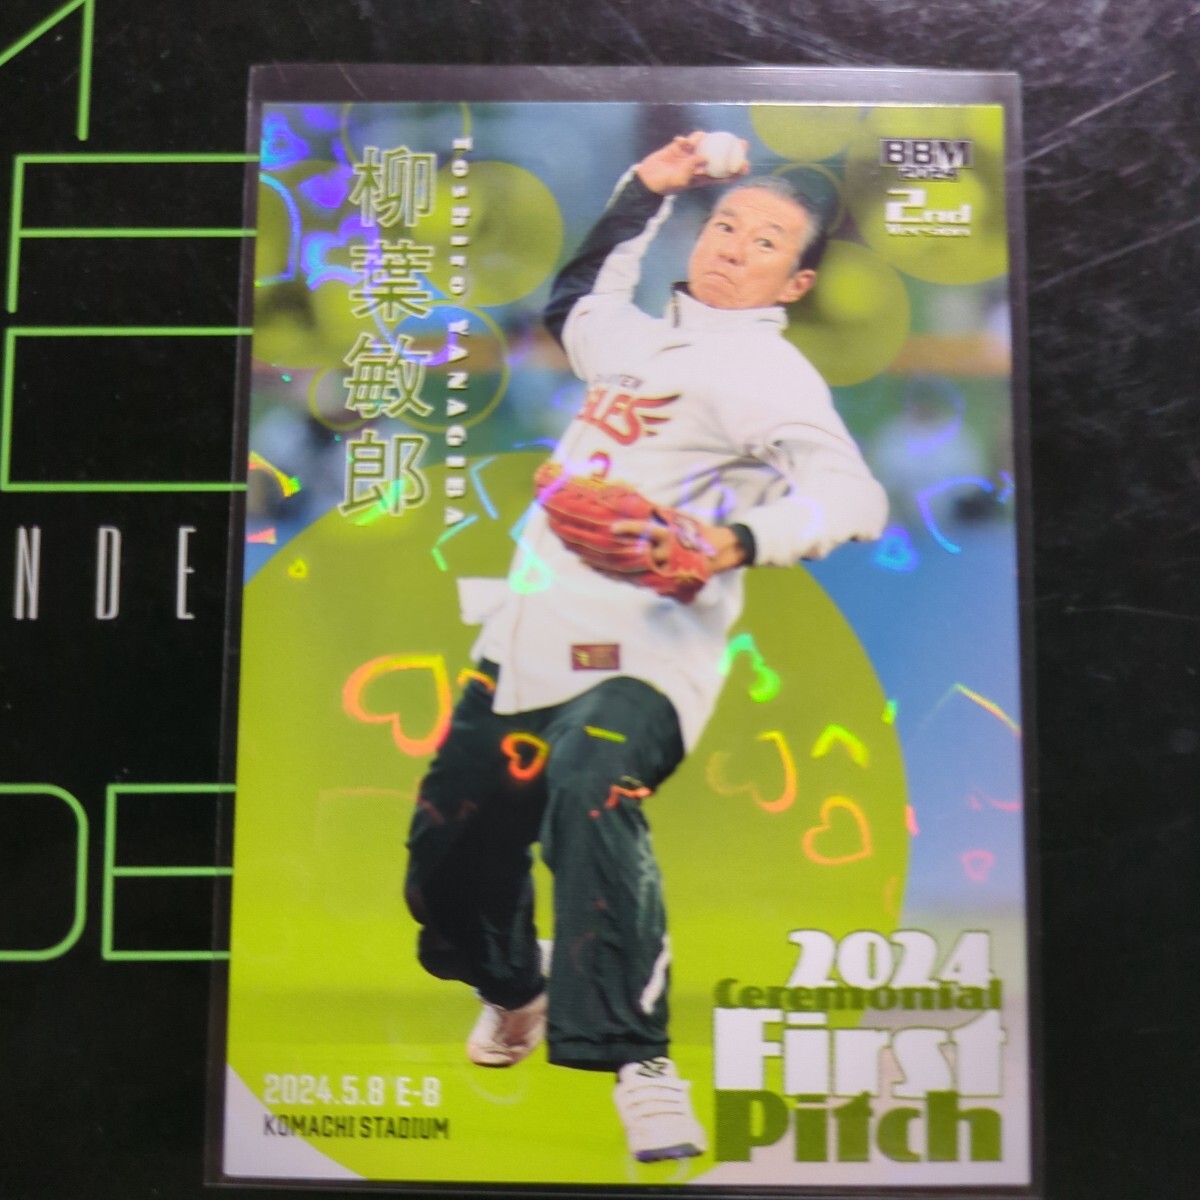 柳葉敏郎
Toshiro YANAGIBA
BBM
2024
2nd
Version
NDE
DE
2024
Ceremonial
First
Pitch
2024.5.8 E-B
KOMACHI STADIUM